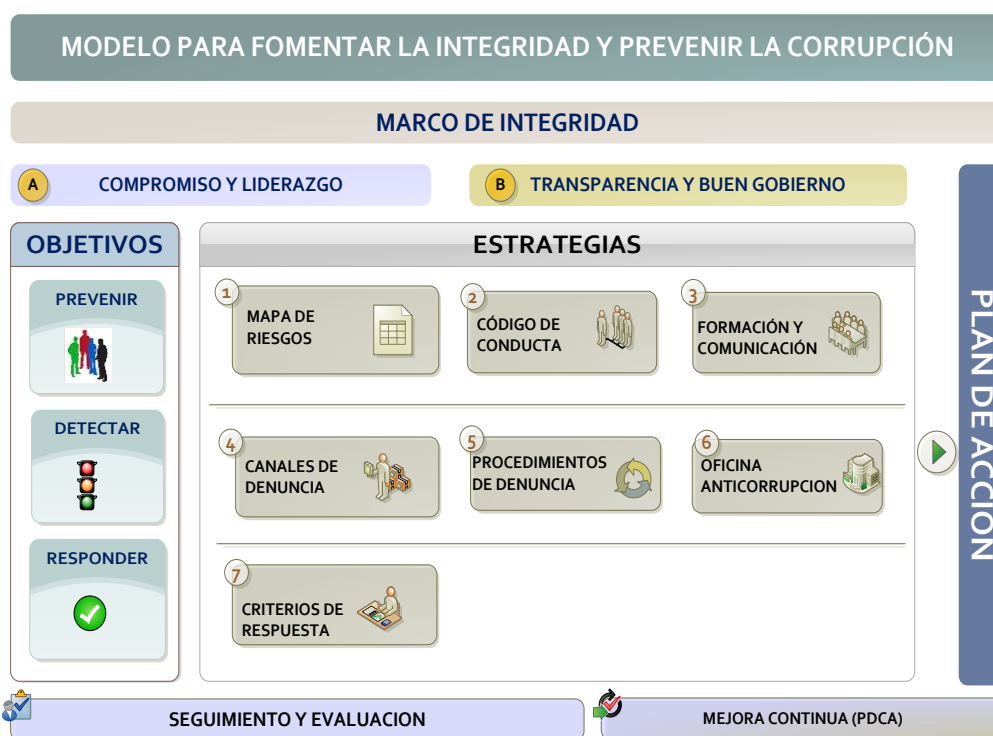 MODELO PARA FOMENTAR LA INTEGRIDAD Y PREVENIR LA CORRUPCIÓN
MARCO DE INTEGRIDAD
A
COMPROMISO Y LIDERAZGO
B
TRANSPARENCIA Y BUEN GOBIERNO
OBJETIVOS
PREVENIR
DETECTAR
RESPONDER
ESTRATEGIAS
1
MAPA DE
RIESGOS
2
CÓDIGO DE
CONDUCTA
3
FORMACIÓN Y
COMUNICACIÓN
4
CANALES DE
DENUNCIA
5
PROCEDIMIENTOS
DE DENUNCIA
6
OFICINA
ANTICORRUPCION
7
CRITERIOS DE
RESPUESTA
PLAN DE ACCION
SEGUIMIENTO Y EVALUACION
MEJORA CONTINUA (PDCA)